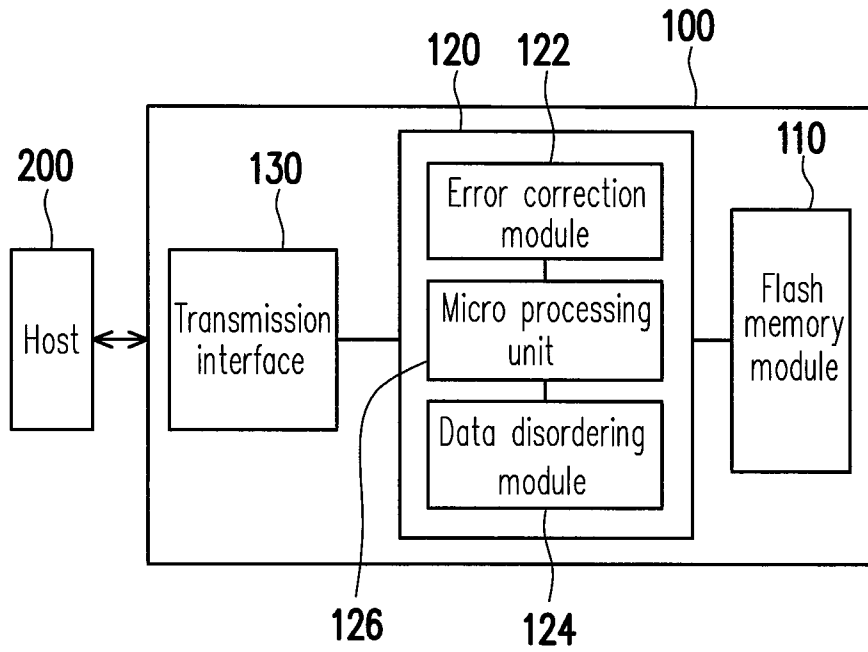 100
120
122
110
200
130
Error correction
module
Host
Transmission
interface
Micro processing
unit
Flash
memory
module
Data disordering
module
126
124